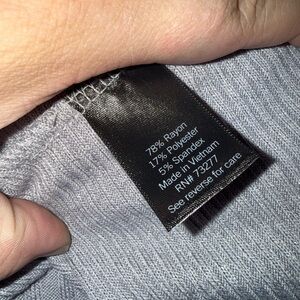 78% Rayon
17% Polyester
5% Spandex
Made in Vietnam
RN# 73277
See reverse for care